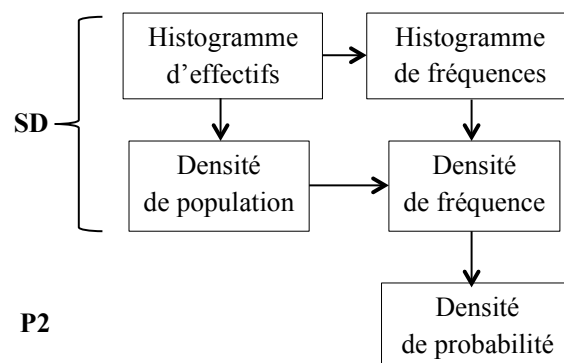 Histogramme
d'effectifs
Histogramme
de fréquences
SD
Densité
de population
Densité
de fréquence
P2
Densité
de probabilité